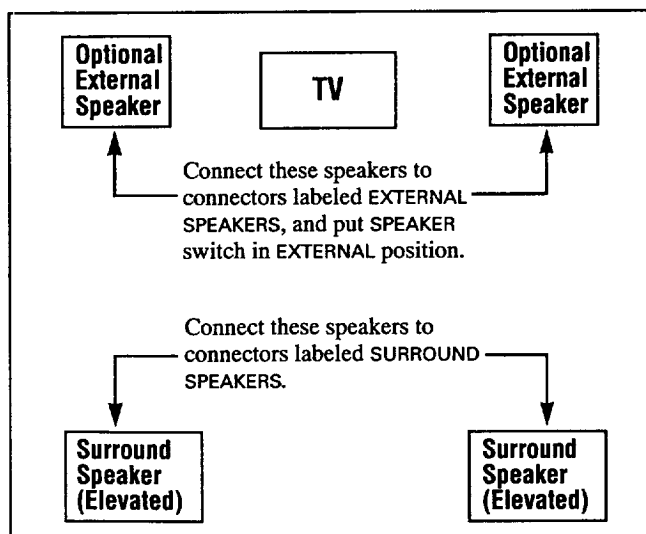 Optional
External
Speaker
TV
Optional
External
Speaker
Connect these speakers to
connectors labeled EXTERNAL
SPEAKERS, and put SPEAKER
switch in EXTERNAL position.
Connect these speakers to
connectors labeled SURROUND
SPEAKERS.
Surround
Speaker
(Elevated)
Surround
Speaker
(Elevated)